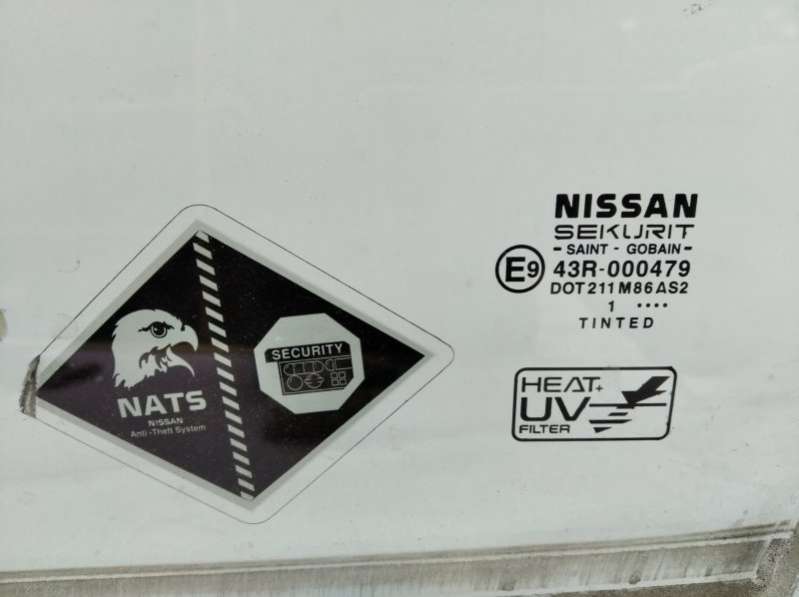 NISSAN
SEKURIT
- SAINT - GOBAIN -
E9 43R-000479
DOT 211 M86 AS2
1 ....
TINTED
HEAT+
UV
FILTER
SECURITY
NATS
NISSAN
Anti-Theft System